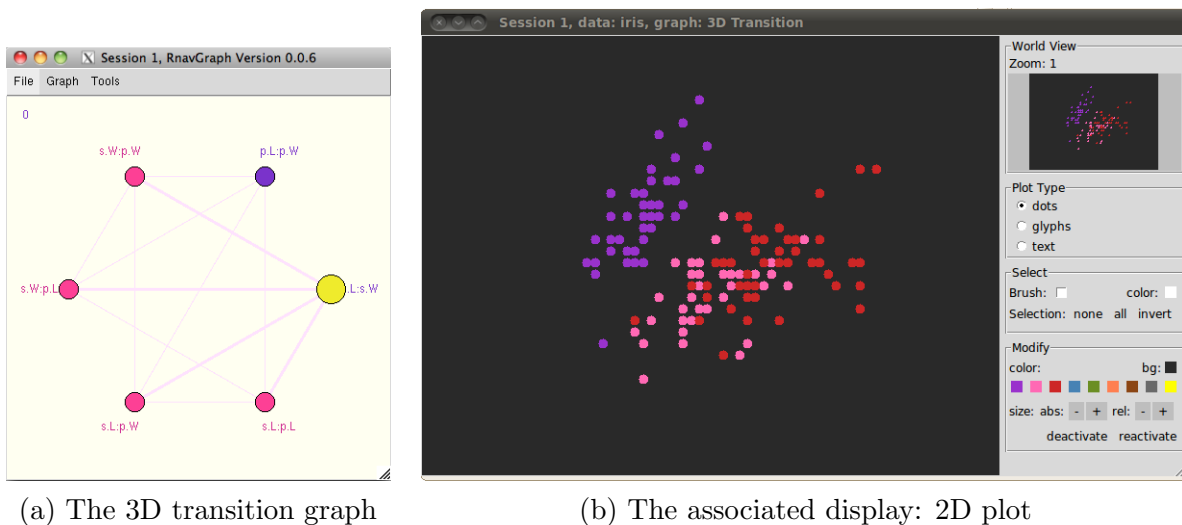 Session 1, RnavGraph Version 0.0.6
File Graph Tools
0
s.W:p.W
p.L:p.W
s.W:p.L
.L:s.W
s.L:p.W
s.L:p.L
(a) The 3D transition graph
Session 1, data: iris, graph: 3D Transition
World View
Zoom: 1
Plot Type
dots
glyphs
text
Select
Brush: color:
Selection: none all invert
Modify
color: bg:
size: abs: - + rel: - +
deactivate reactivate
(b) The associated display: 2D plot